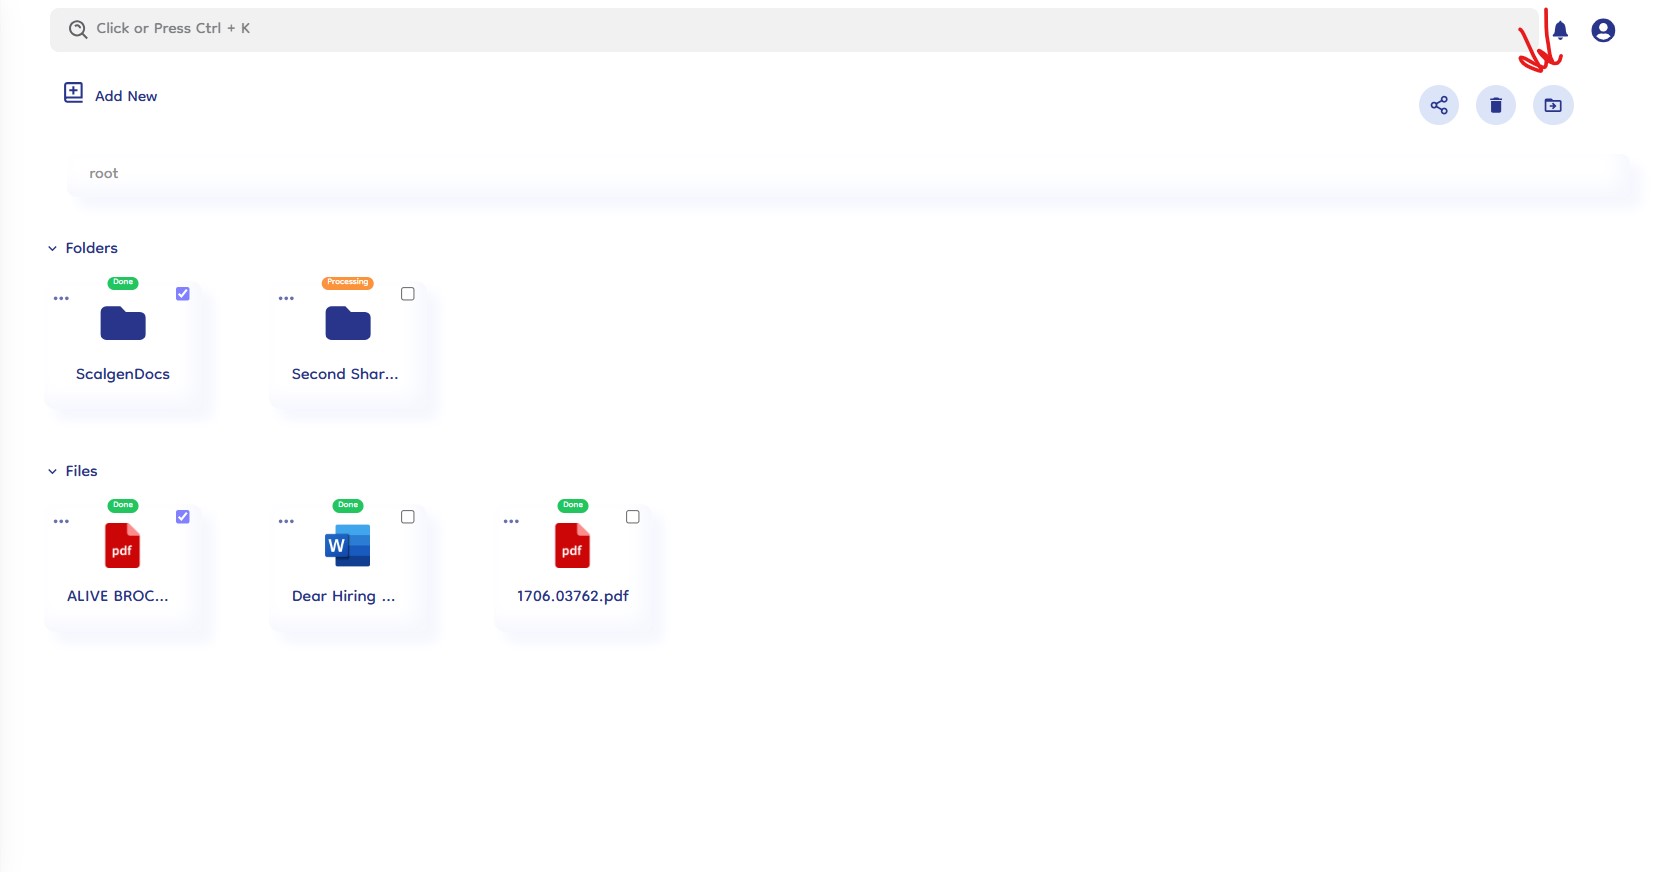 Click or Press Ctrl + K
Add New
root
Folders
Done
Processing
ScalgenDocs
Second Shar...
Files
Done
Done
Done
pdf
W
pdf
ALIVE BROC...
Dear Hiring ...
1706.03762.pdf